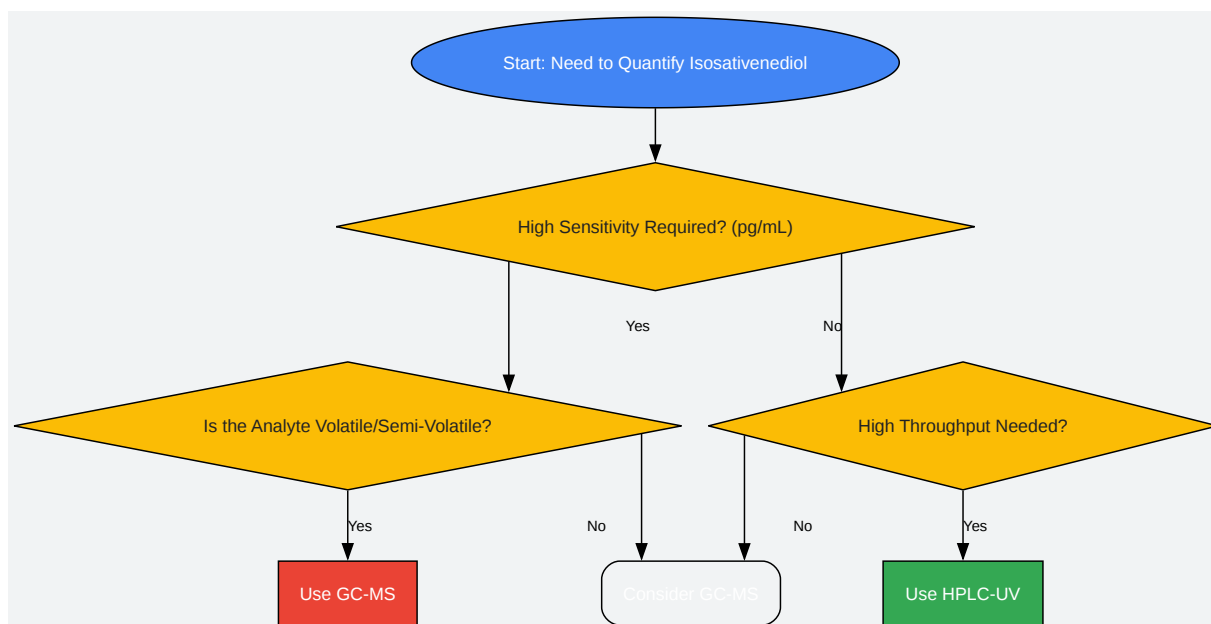 Start: Need to Quantify Isosativenediol
High Sensitivity Required? (pg/mL)
Yes
No
Is the Analyte Volatile/Semi-Volatile?
High Throughput Needed?
Yes
No
No
Yes
Use GC-MS
Consider GC-MS
Use HPLC-UV